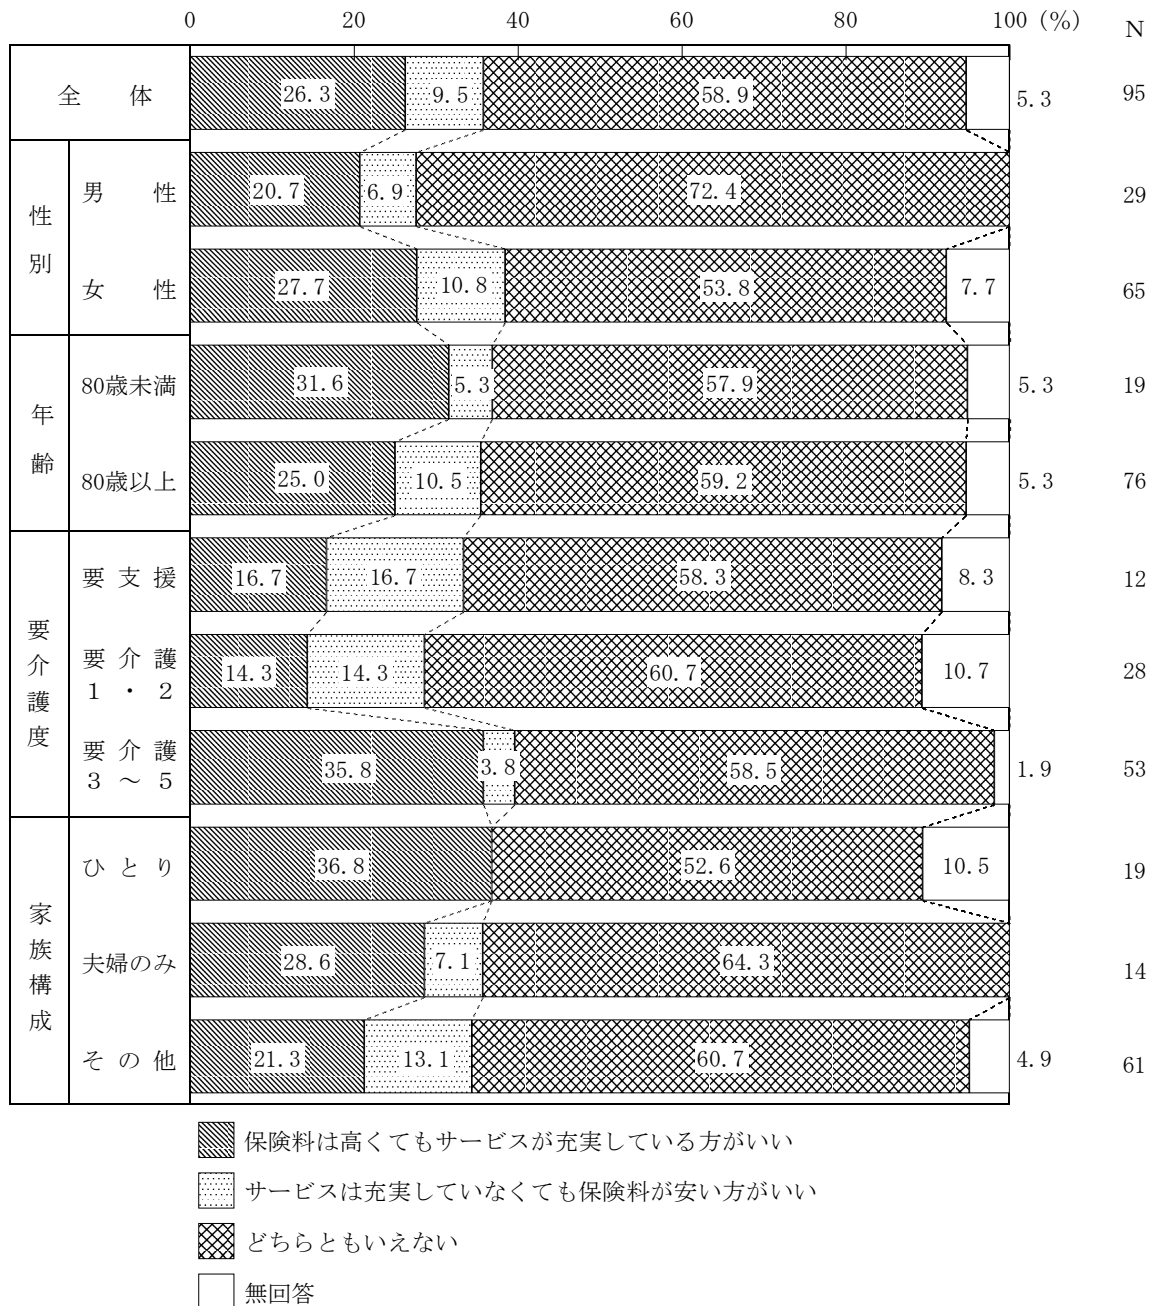 0 20 40 60 80 100 (%) N
全体 26.3 9.5 58.9 5.3 95
性別
男性 20.7 6.9 72.4 29
女性 27.7 10.8 53.8 7.7 65
年齢
80歳未満 31.6 5.3 57.9 5.3 19
80歳以上 25.0 10.5 59.2 5.3 76
要介護度
要支援 16.7 16.7 58.3 8.3 12
要介護
1・2 14.3 14.3 60.7 10.7 28
要介護
3～5 35.8 3.8 58.5 1.9 53
家族構成
ひとり 36.8 52.6 10.5 19
夫婦のみ 28.6 7.1 64.3 14
その他 21.3 13.1 60.7 4.9 61
保険料は高くてもサービスが充実している方がいい
サービスは充実していなくても保険料が安い方がいい
どちらともいえない
無回答